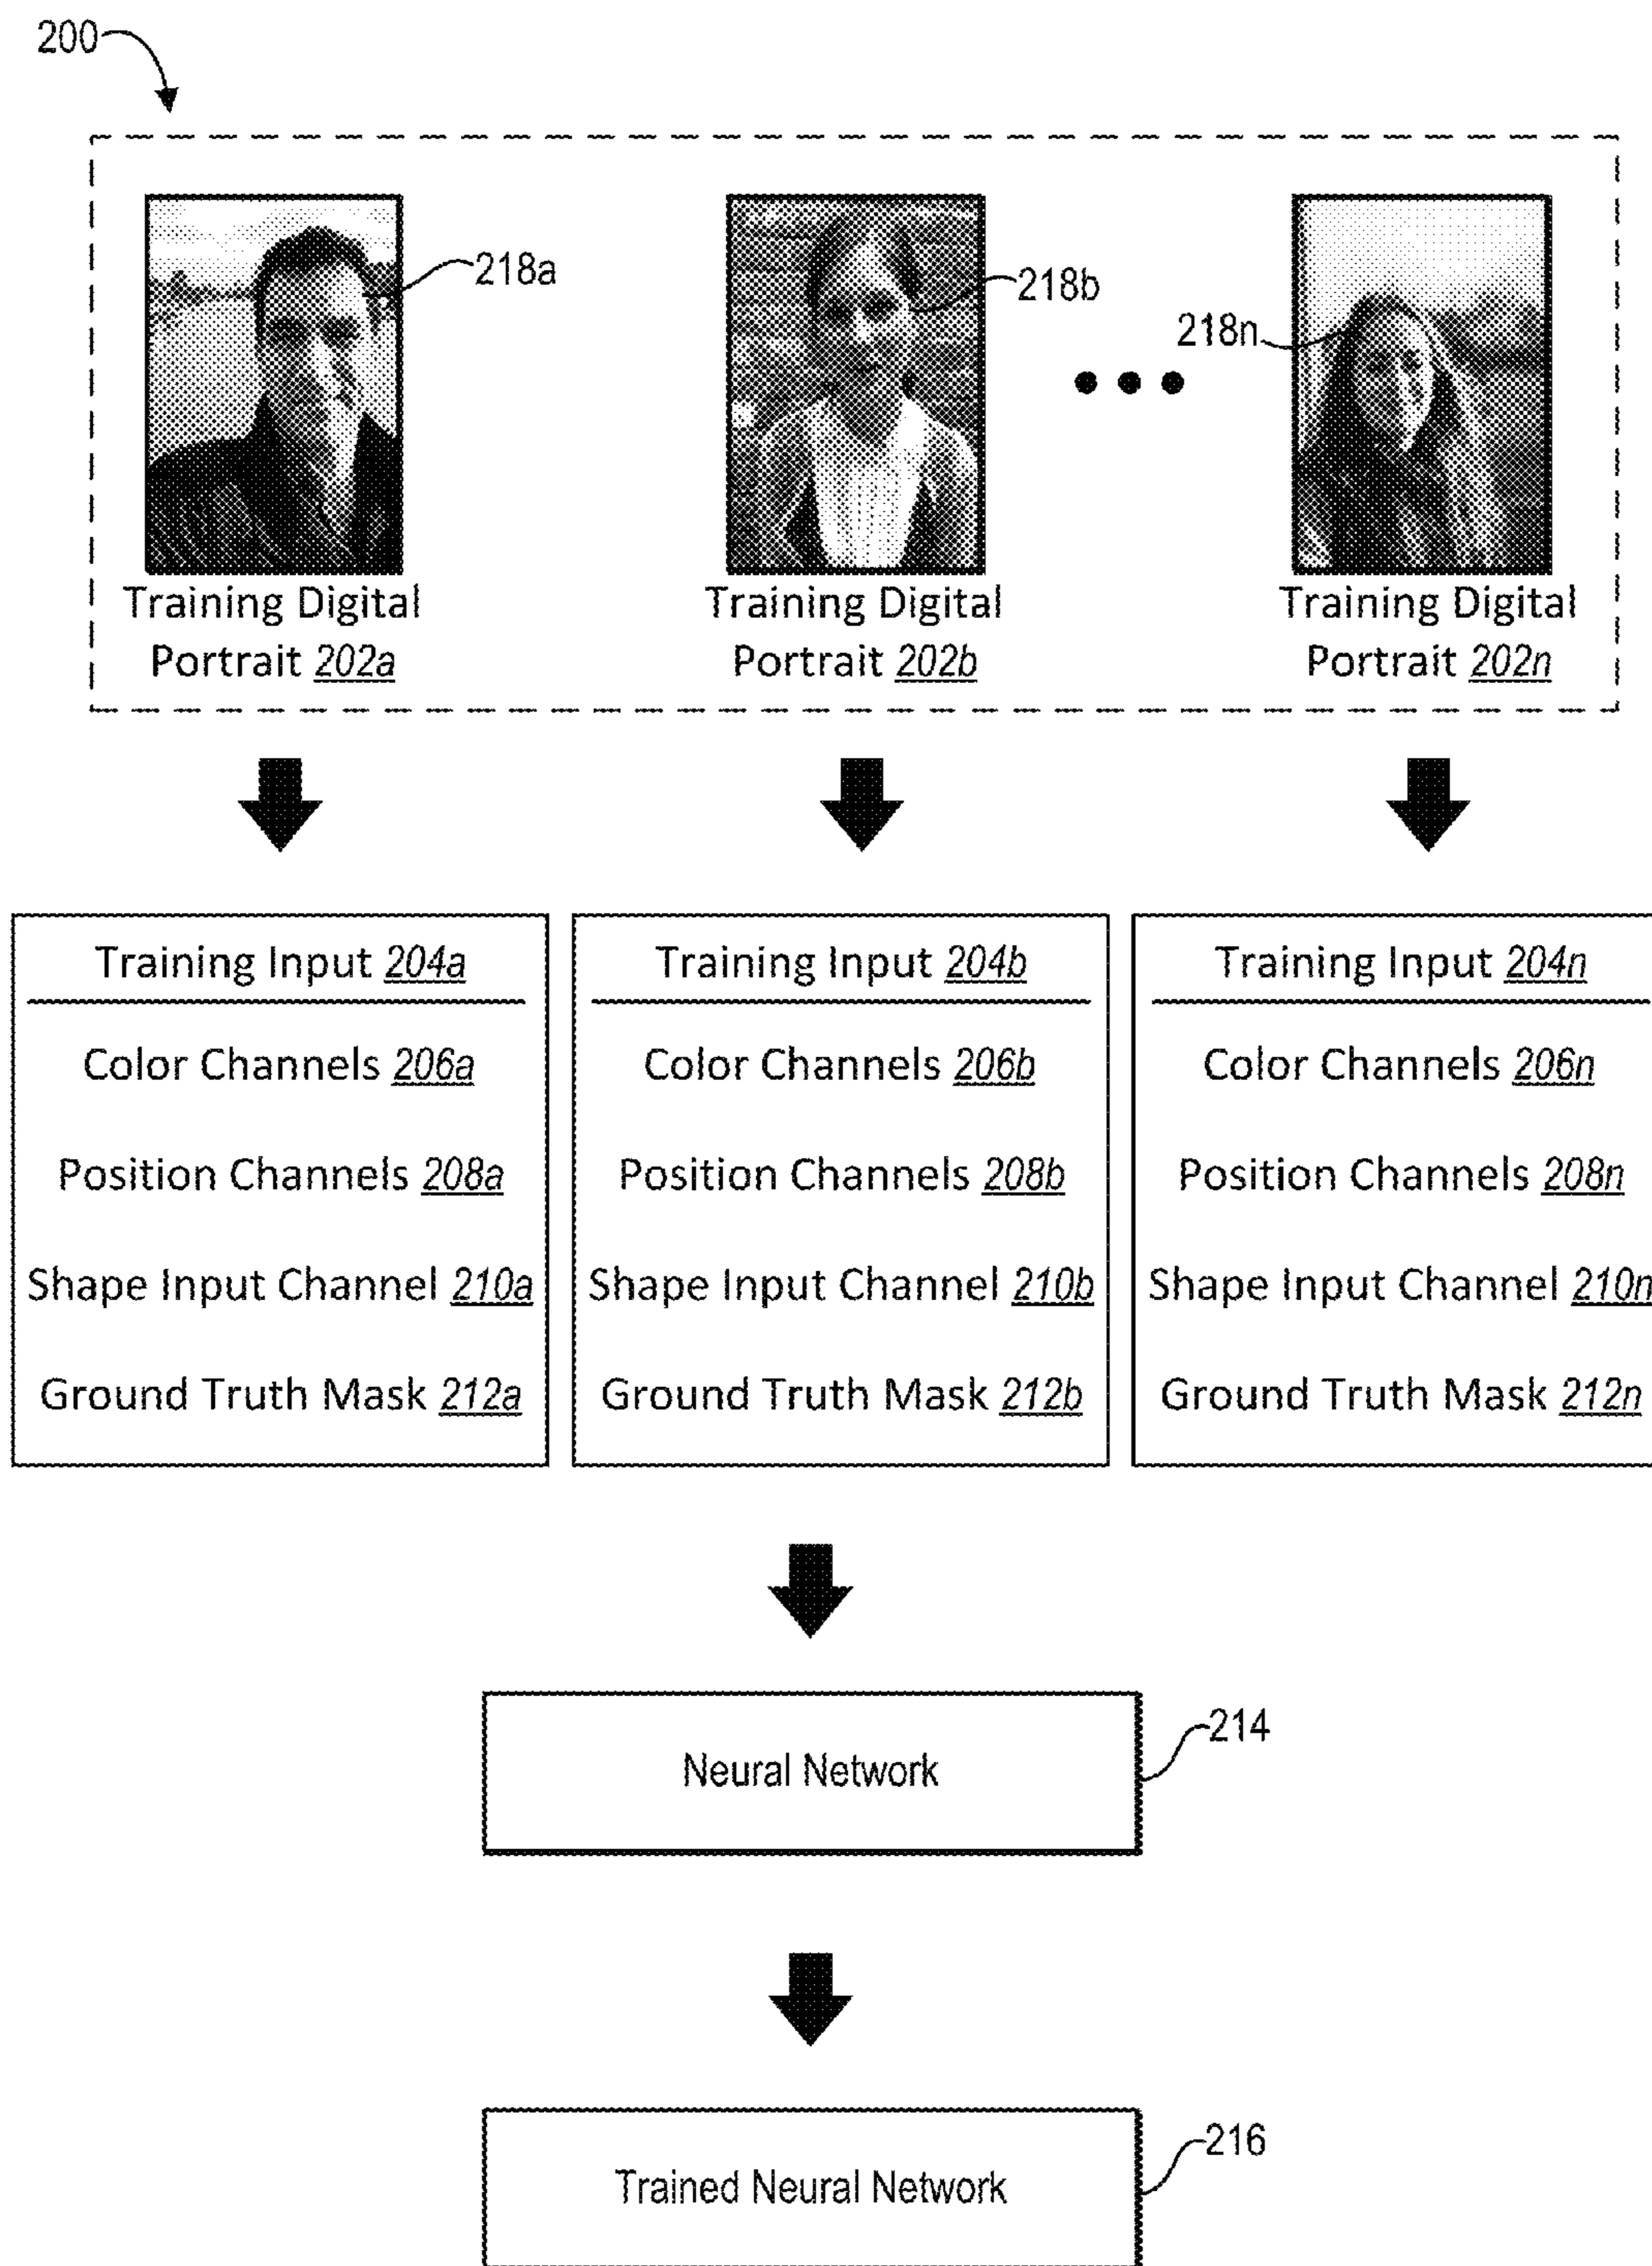 200
218a
218b
218n
Training Digital
Portrait 202a
Training Digital
Portrait 202b
Training Digital
Portrait 202n
Training Input 204a
Color Channels 206a
Position Channels 208a
Shape Input Channel 210a
Ground Truth Mask 212a
Training Input 204b
Color Channels 206b
Position Channels 208b
Shape Input Channel 210b
Ground Truth Mask 212b
Training Input 204n
Color Channels 206n
Position Channels 208n
Shape Input Channel 210n
Ground Truth Mask 212n
Neural Network
214
Trained Neural Network
216